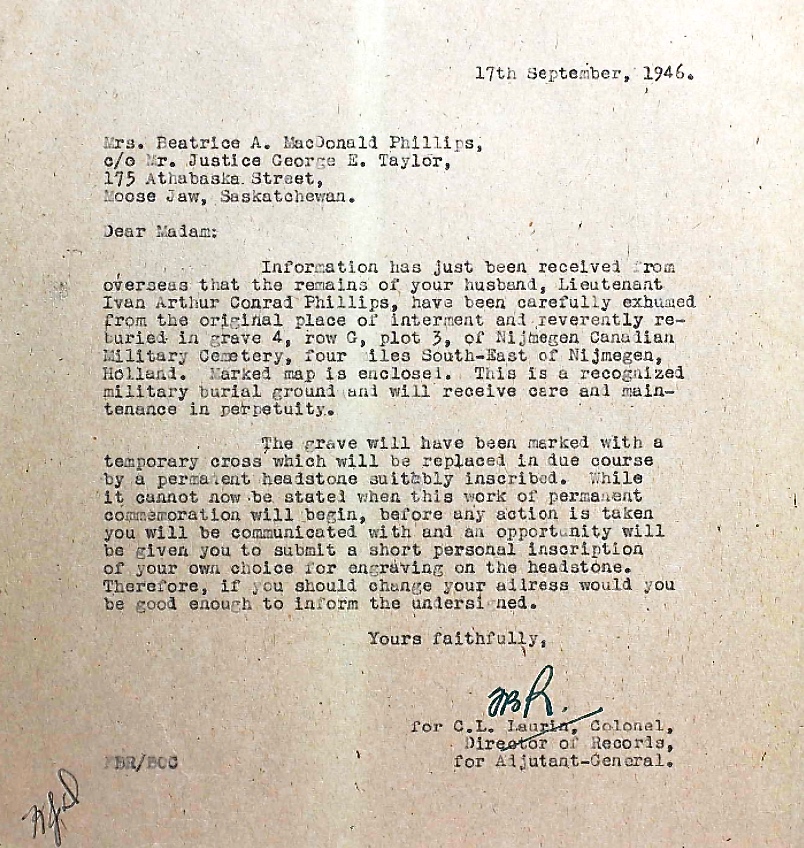 17th September, 1946.
Mrs. Beatrice A. MacDonald Phillips,
c/o Mr. Justice George E. Taylor,
175 Athabaska Street,
Moose Jaw, Saskatchewan.
Dear Madam:
Information has just been received from
overseas that the remains of your husband, Lieutenant
Ivan Arthur Conrad Phillips, have been carefully exhumed
from the original place of interment and reverently re-
buried in grave 4, row G, plot 3, of Nijmegen Canadian
Military Cemetery, four miles South-East of Nijmegen,
Holland. Marked map is enclosed. This is a recognized
military burial ground and will receive care and main-
tenance in perpetuity.
The grave will have been marked with a
temporary cross which will be replaced in due course
by a permanent headstone suitably inscribed. While
it cannot now be stated when this work of permanent
commemoration will begin, before any action is taken
you will be communicated with and an opportunity will
be given you to submit a short personal inscription
of your own choice for engraving on the headstone.
Therefore, if you should change your address would you
be good enough to inform the undersigned.
Yours faithfully,
for C.L. Laurin, Colonel,
Director of Records,
for Adjutant-General.